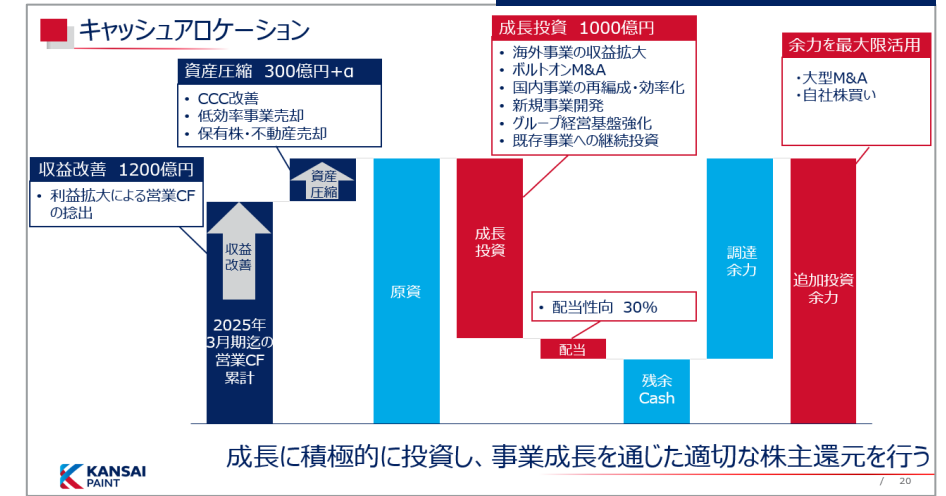 キャッシュアロケーション
資産圧縮 300億円+α
・ CCC改善
・ 低効率事業売却
・ 保有株・不動産売却
収益改善 1200億円
・ 利益拡大による営業CF
の捻出
成長投資 1000億円
・ 海外事業の収益拡大
・ ボルトオンM&A
・ 国内事業の再編成・効率化
・ 新規事業開発
・ グループ経営基盤強化
・ 既存事業への継続投資
余力を最大限活用
・大型M&A
・自社株買い
収益
改善
2025年
3月期迄の
営業CF
累計
資産
圧縮
原資
成長
投資
・ 配当性向 30%
配当
残余
Cash
調達
余力
追加投資
余力
成長に積極的に投資し、事業成長を通じた適切な株主還元を行う
KANSAI
PAINT
/ 20